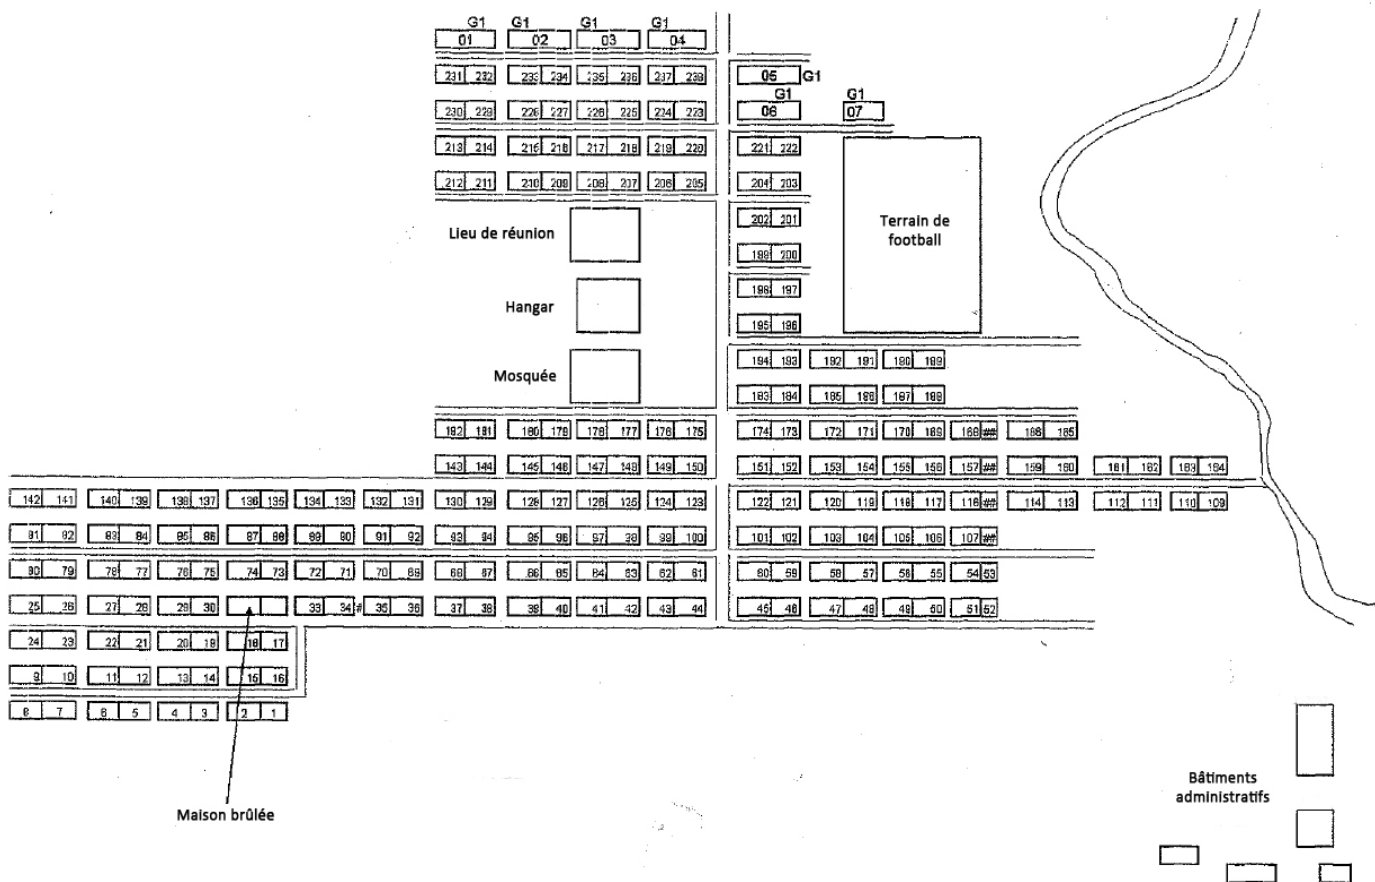 G1 G1 G1 G1
01 02 03 04
231 232 233 234 235 236 237 238
05 G1
G1 G1
230 229 228 227 226 225 224 223
06 07
213 214 215 216 217 218 219 220
221 222
212 211 210 209 208 207 206 205
204 203
Lieu de réunion
202 201
Terrain de
football
199 200
Hangar
198 197
195 196
Mosquée
194 193 192 191 190 189
183 184 185 186 187 188
182 181 180 179 178 177 176 175 174 173 172 171 170 169 168 ## 166 165
143 144 145 146 147 148 149 150 151 152 153 154 155 156 157 ## 159 160 161 162 163 164
142 141 140 139 138 137 136 135 134 133 132 131 130 129 128 127 126 125 124 123 122 121 120 119 118 117 116 ## 114 113 112 111 110 109
81 82 83 84 85 86 87 88 89 90 91 92 93 94 95 96 97 98 99 100 101 102 103 104 105 106 107 ##
80 79 78 77 76 75 74 73 72 71 70 69 68 67 66 65 64 63 62 61 60 59 58 57 56 55 54 53
25 26 27 28 29 30 33 34 # 35 36 37 38 39 40 41 42 43 44 45 46 47 48 49 50 51 52
24 23 22 21 20 19 18 17
9 10 11 12 13 14 15 16
8 7 6 5 4 3 2 1
Bâtiments
administratifs
Maison brûlée